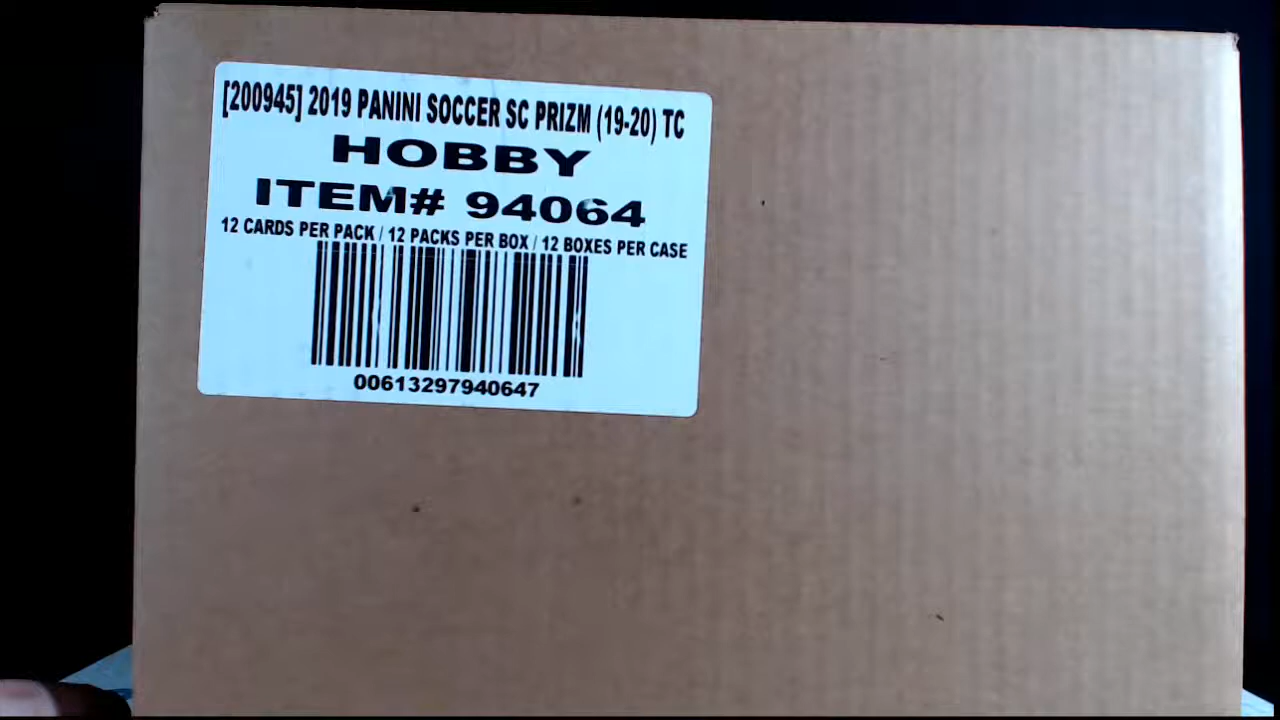 [200945] 2019 PANINI SOCCER SC PRIZM (19-20) TC
HOBBY
ITEM# 94064
12 CARDS PER PACK / 12 PACKS PER BOX / 12 BOXES PER CASE
00613297940647